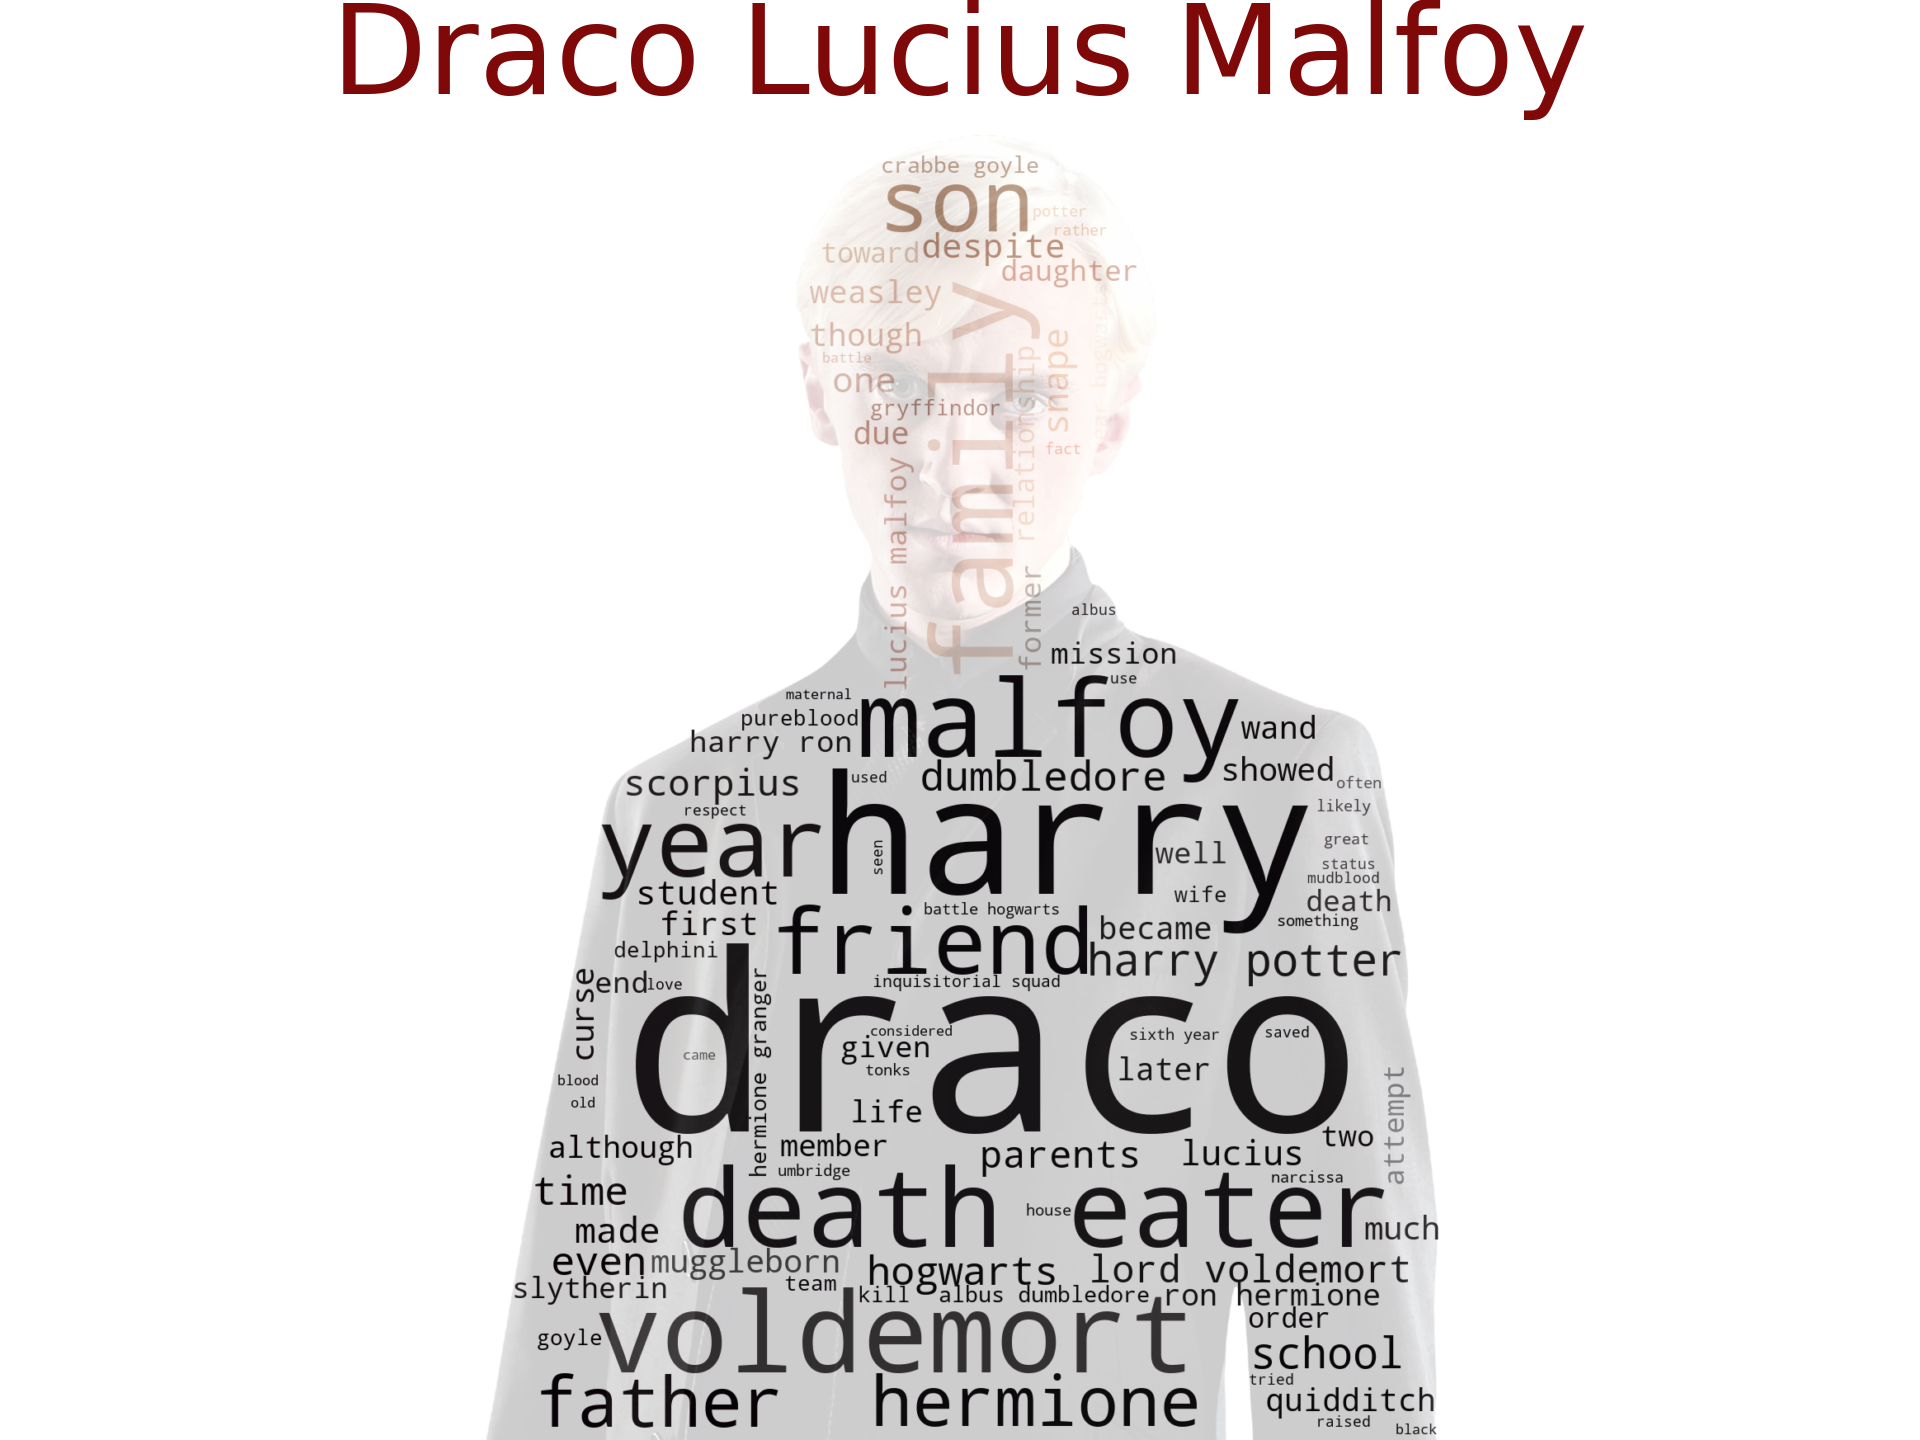 Draco Lucius Malfoy
crabbe goyle
son
potter
rather
toward
despite
daughter
weasley
family
though
battle
one
snape
relationship
gryffindor
due
fact
lucius malfoy
former
albus
mission
use
maternal
malfoy
pureblood
wand
harry ron
dumbledore
showed
scorpius
used
often
likely
respect
harry
year
great
seen
well
status
mudblood
student
wife
death
battle hogwarts
something
first
friend
became
delphini
harry potter
end
love
inquisitorial squad
curse
hermione granger
draco
considered
sixth year
saved
given
came
tonks
later
blood
old
life
attempt
although
member
parents
lucius
two
umbridge
narcissa
time
death eater
house
made
much
even
muggleborn
hogwarts
lord voldemort
slytherin
team
kill
albus dumbledore
ron hermione
order
goyle
voldemort
school
tried
father
hermione
quidditch
raised
black